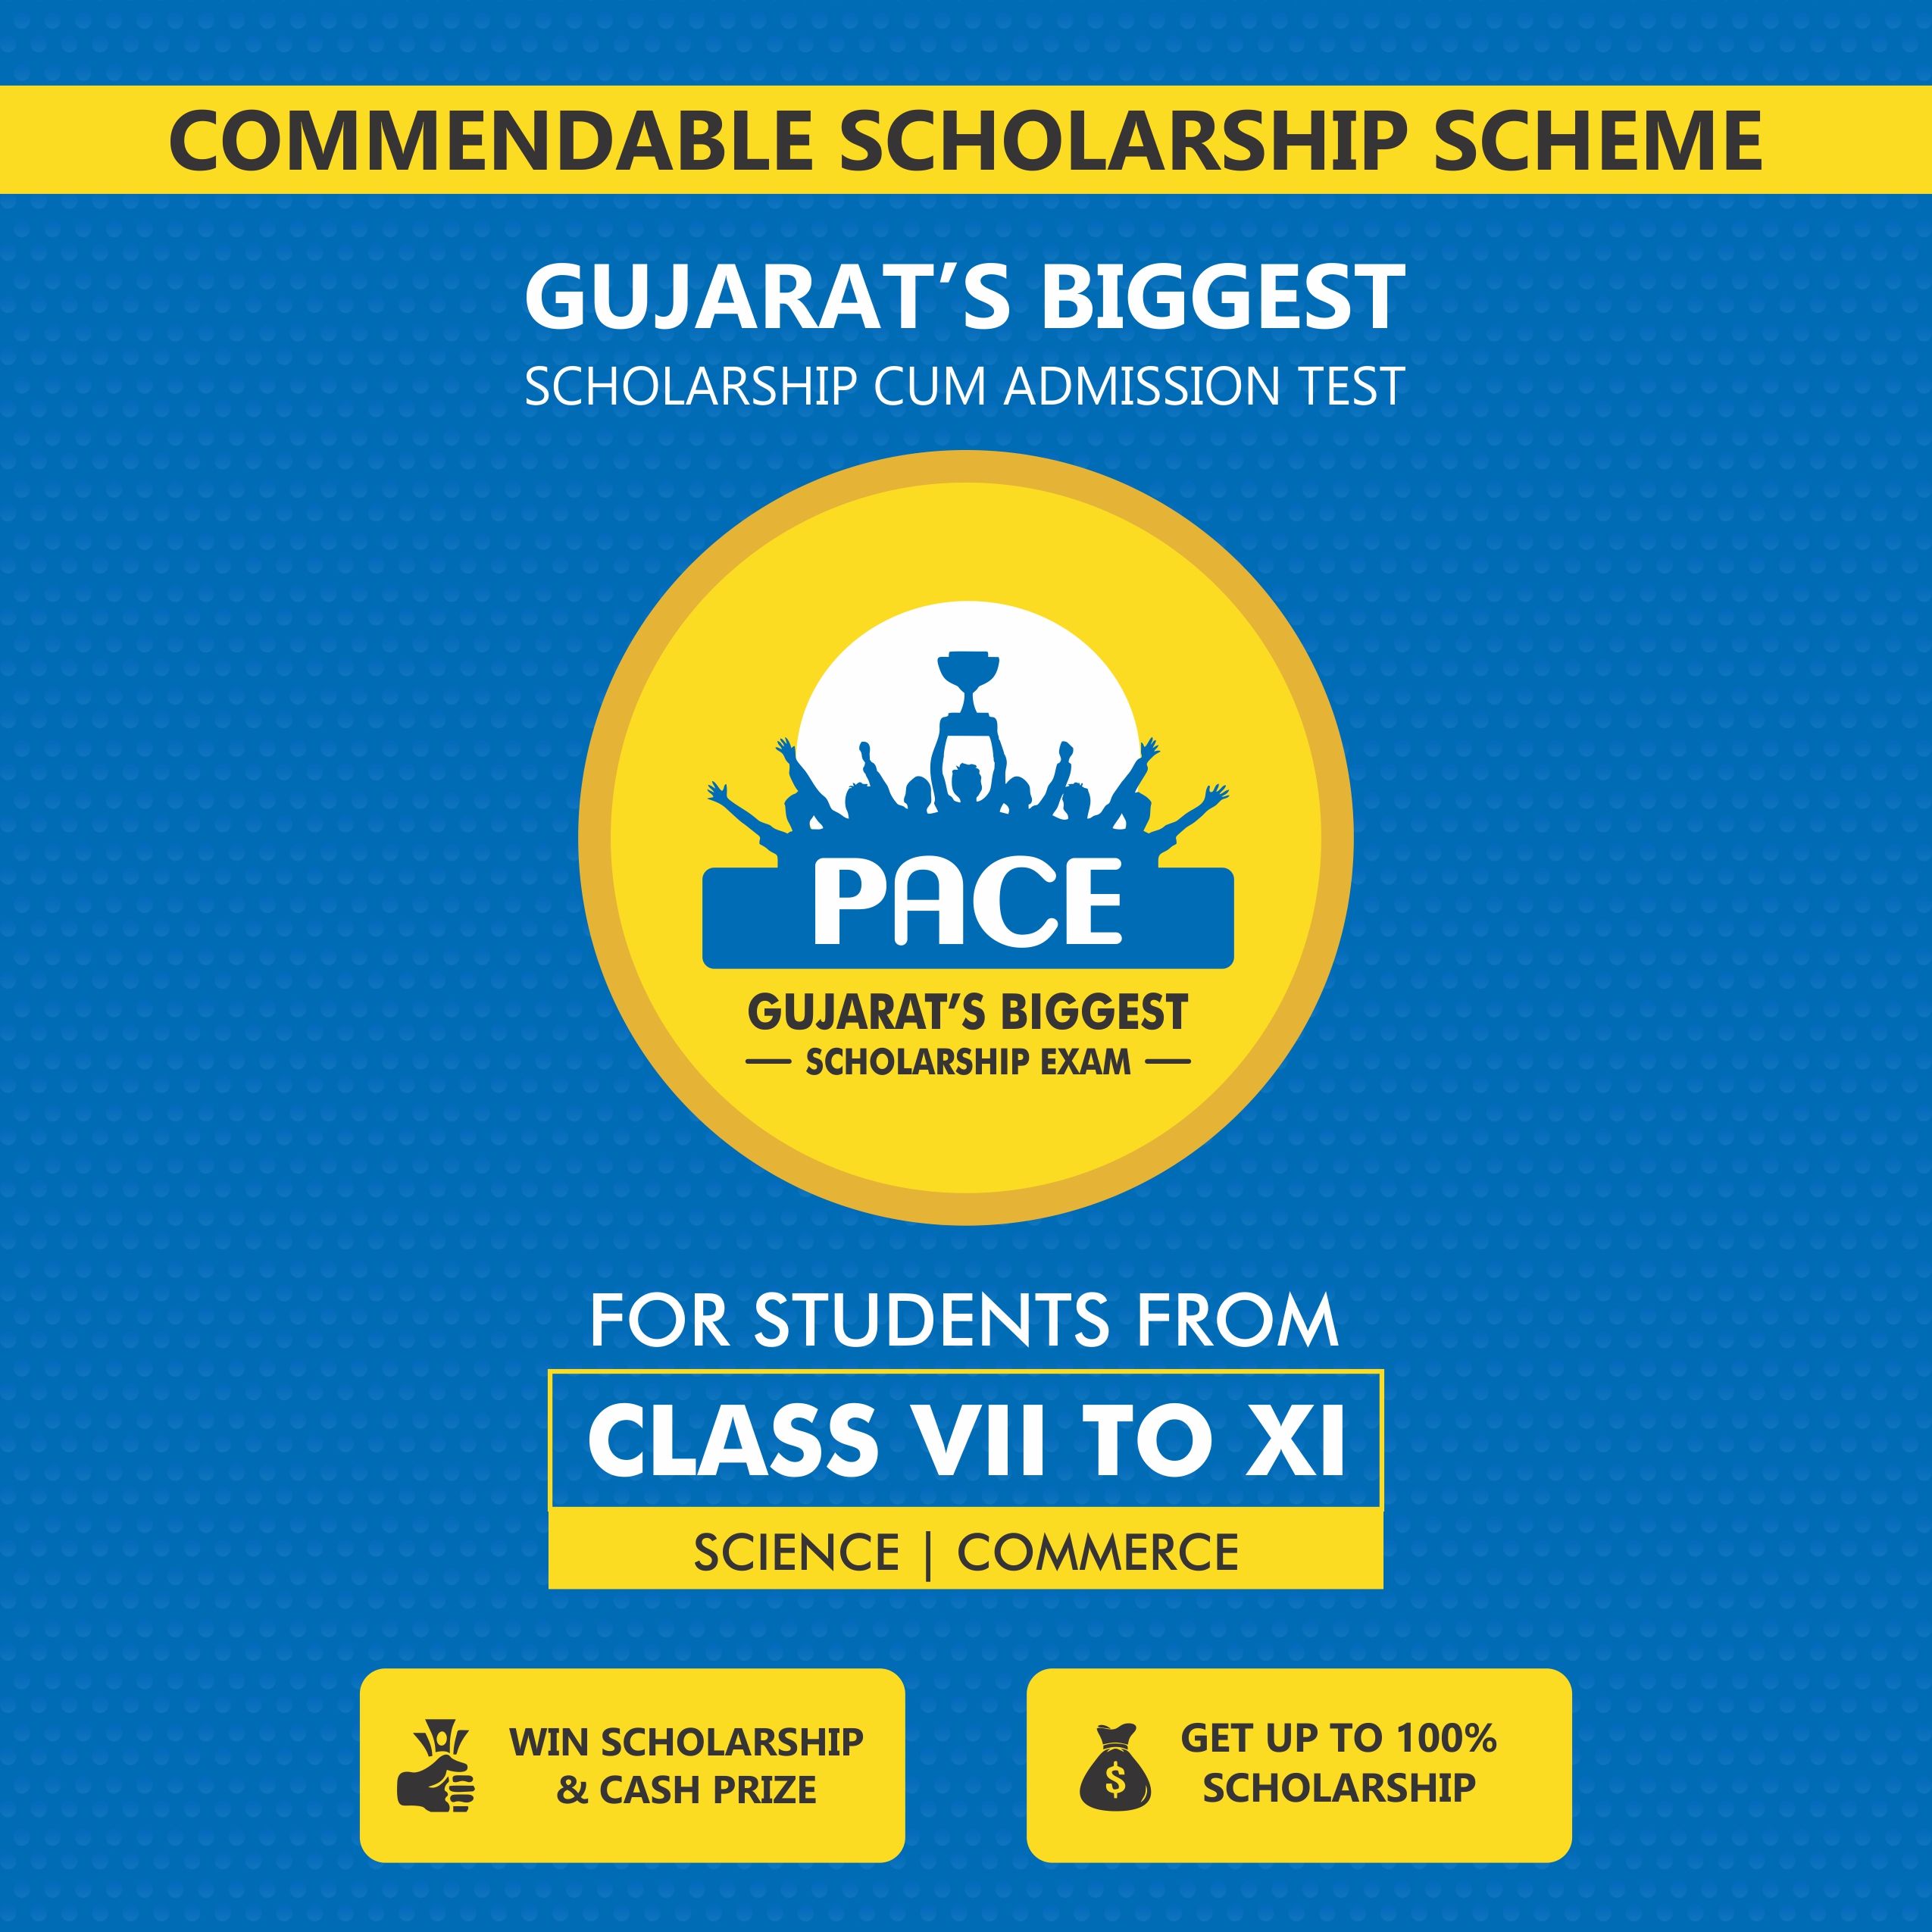 COMMENDABLE SCHOLARSHIP SCHEME
GUJARAT’S BIGGEST
SCHOLARSHIP CUM ADMISSION TEST
PACE
GUJARAT’S BIGGEST
SCHOLARSHIP EXAM
FOR STUDENTS FROM
CLASS VII TO XI
SCIENCE | COMMERCE
WIN SCHOLARSHIP
& CASH PRIZE
$
GET UP TO 100%
SCHOLARSHIP